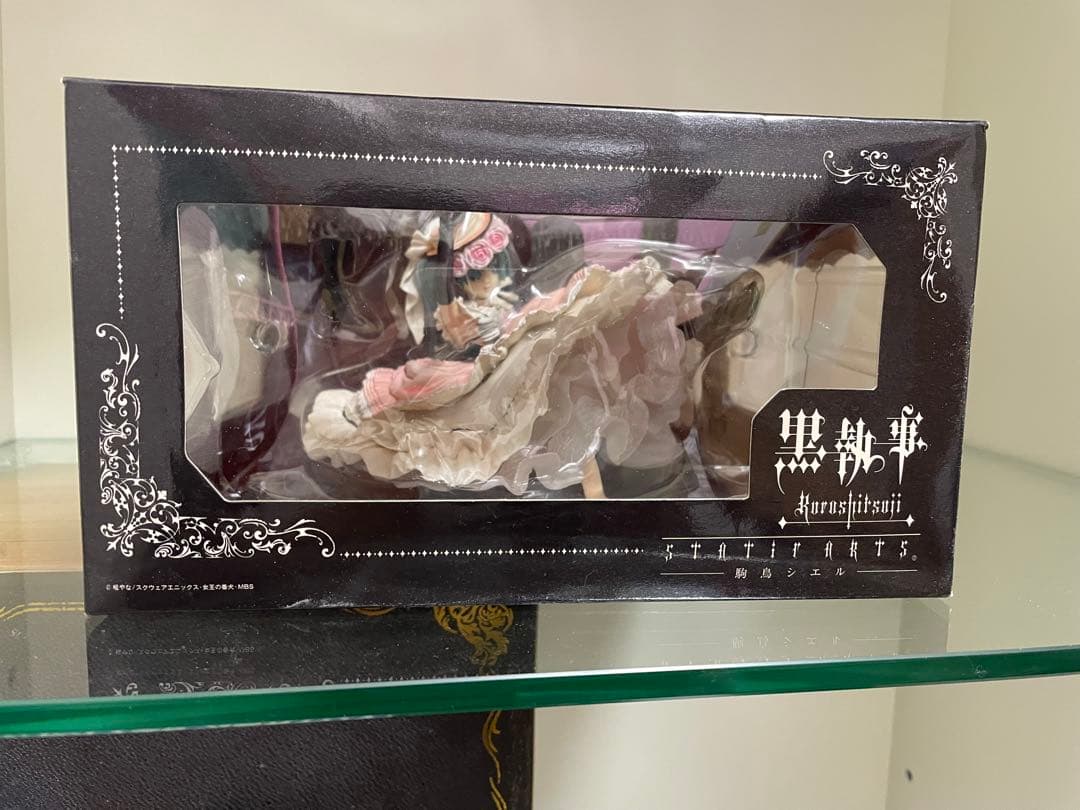 黒執事
Kuroshitsuji
STATIC ARTS®
駒鳥シエル
© 枢やな/スクウェアエニックス・女王の番犬・MBS